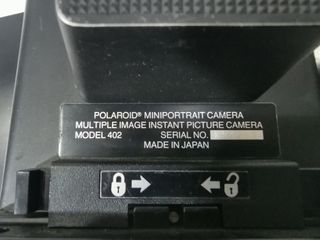 POLAROID® MINIPORTRAIT CAMERA
MULTIPLE IMAGE INSTANT PICTURE CAMERA
MODEL 402 SERIAL NO.
MADE IN JAPAN